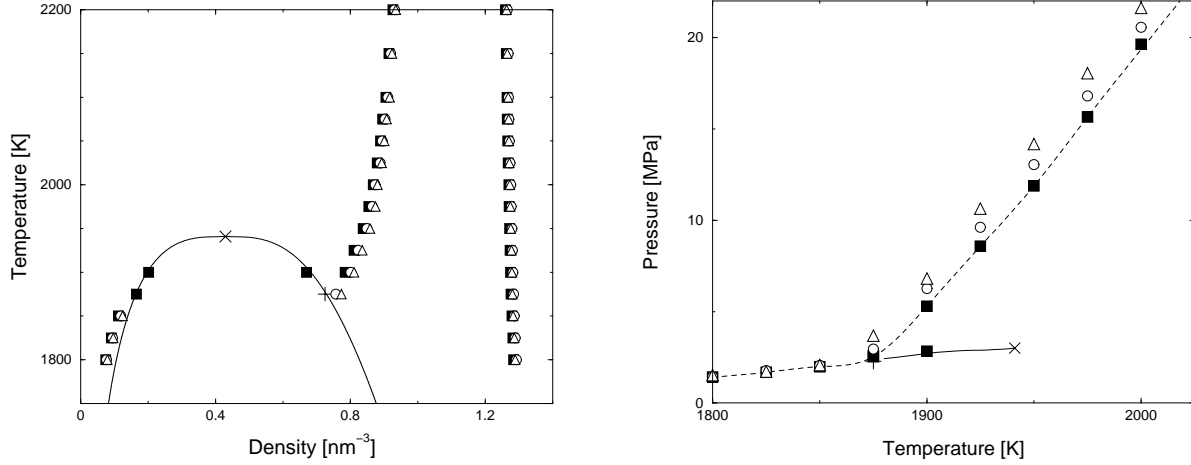 2200
2000
1800
Temperature [K]
0 0.4 0.8 1.2
Density [nm⁻³]
20
10
0
Pressure [MPa]
1800 1900 2000
Temperature [K]